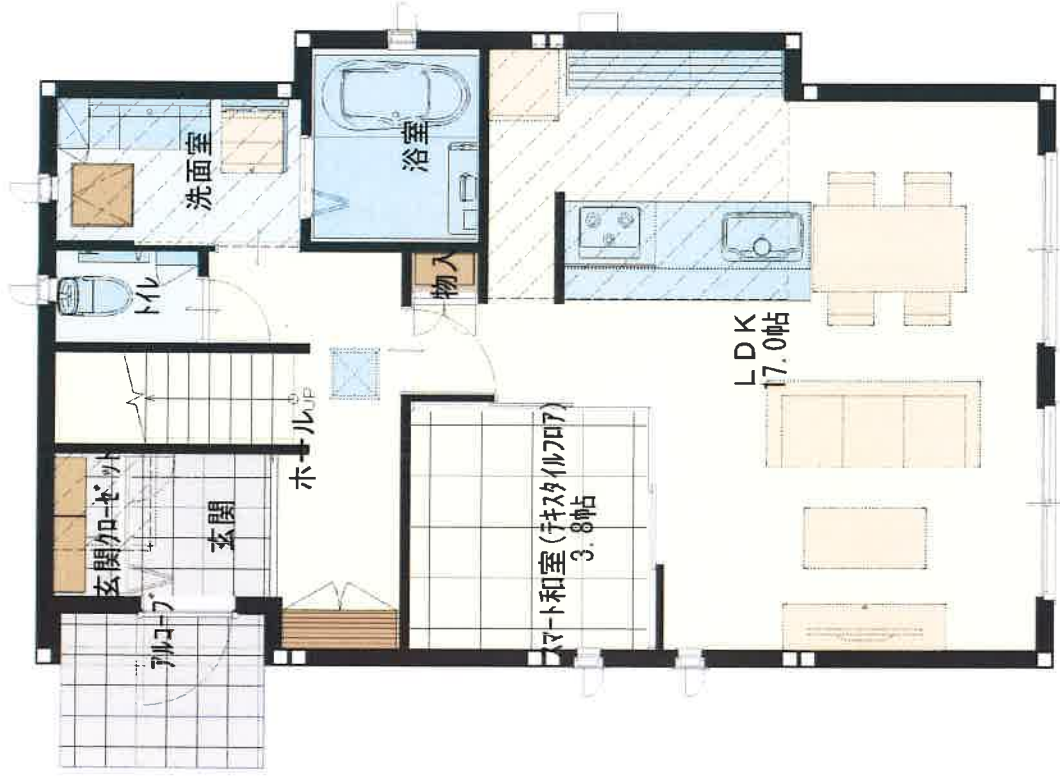 洗面室
浴室
トイレ
物入
ホール
UP
玄関クローゼット
玄関
アルコーブ
スマート和室(テキスタイルフロア)
3.8帖
LDK
17.0帖